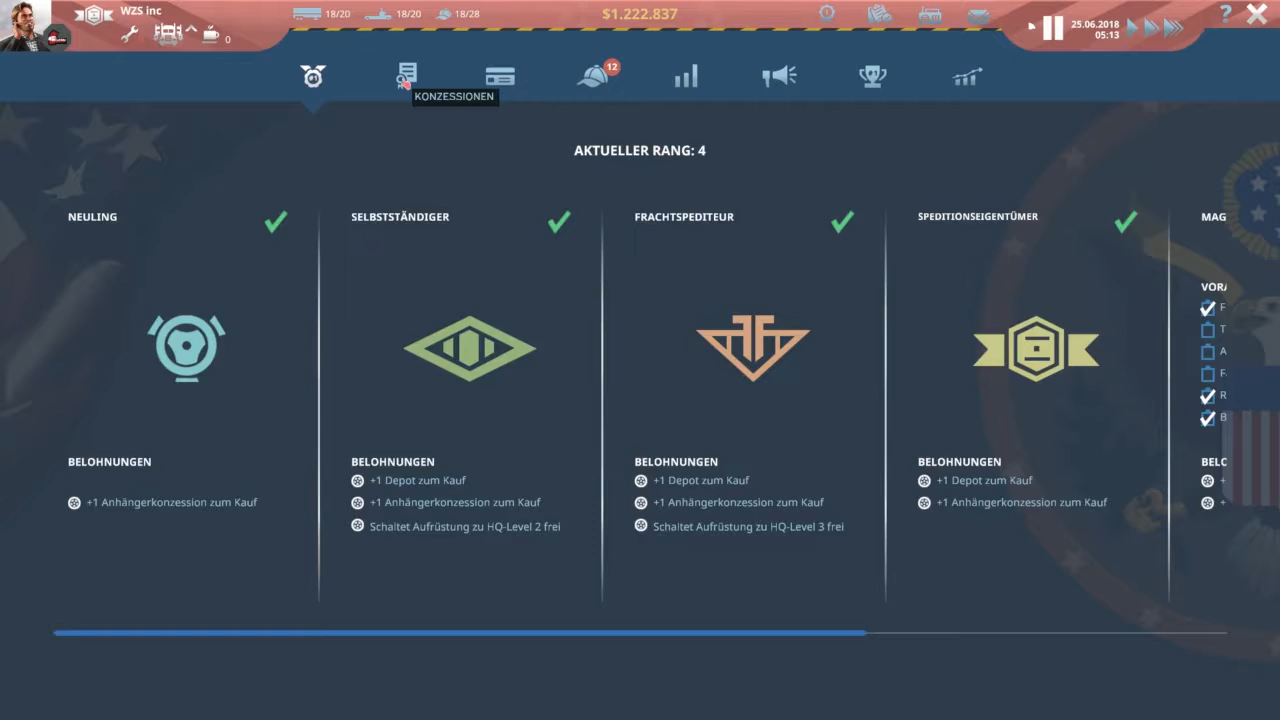 WZS inc
0
18/20
18/20
18/28
$1.222.837
25.06.2018
05:13
?
#1
12
KONZESSIONEN
AKTUELLER RANG: 4
NEULING
BELOHNUNGEN
+1 Anhängerkonzession zum Kauf
SELBSTSTÄNDIGER
BELOHNUNGEN
+1 Depot zum Kauf
+1 Anhängerkonzession zum Kauf
Schaltet Aufrüstung zu HQ-Level 2 frei
FRACHTSPEDITEUR
BELOHNUNGEN
+1 Depot zum Kauf
+1 Anhängerkonzession zum Kauf
Schaltet Aufrüstung zu HQ-Level 3 frei
SPEDITIONSEIGENTÜMER
BELOHNUNGEN
+1 Depot zum Kauf
+1 Anhängerkonzession zum Kauf
MAG
VORA
F
T
A
F
R
B
BELO
+
+